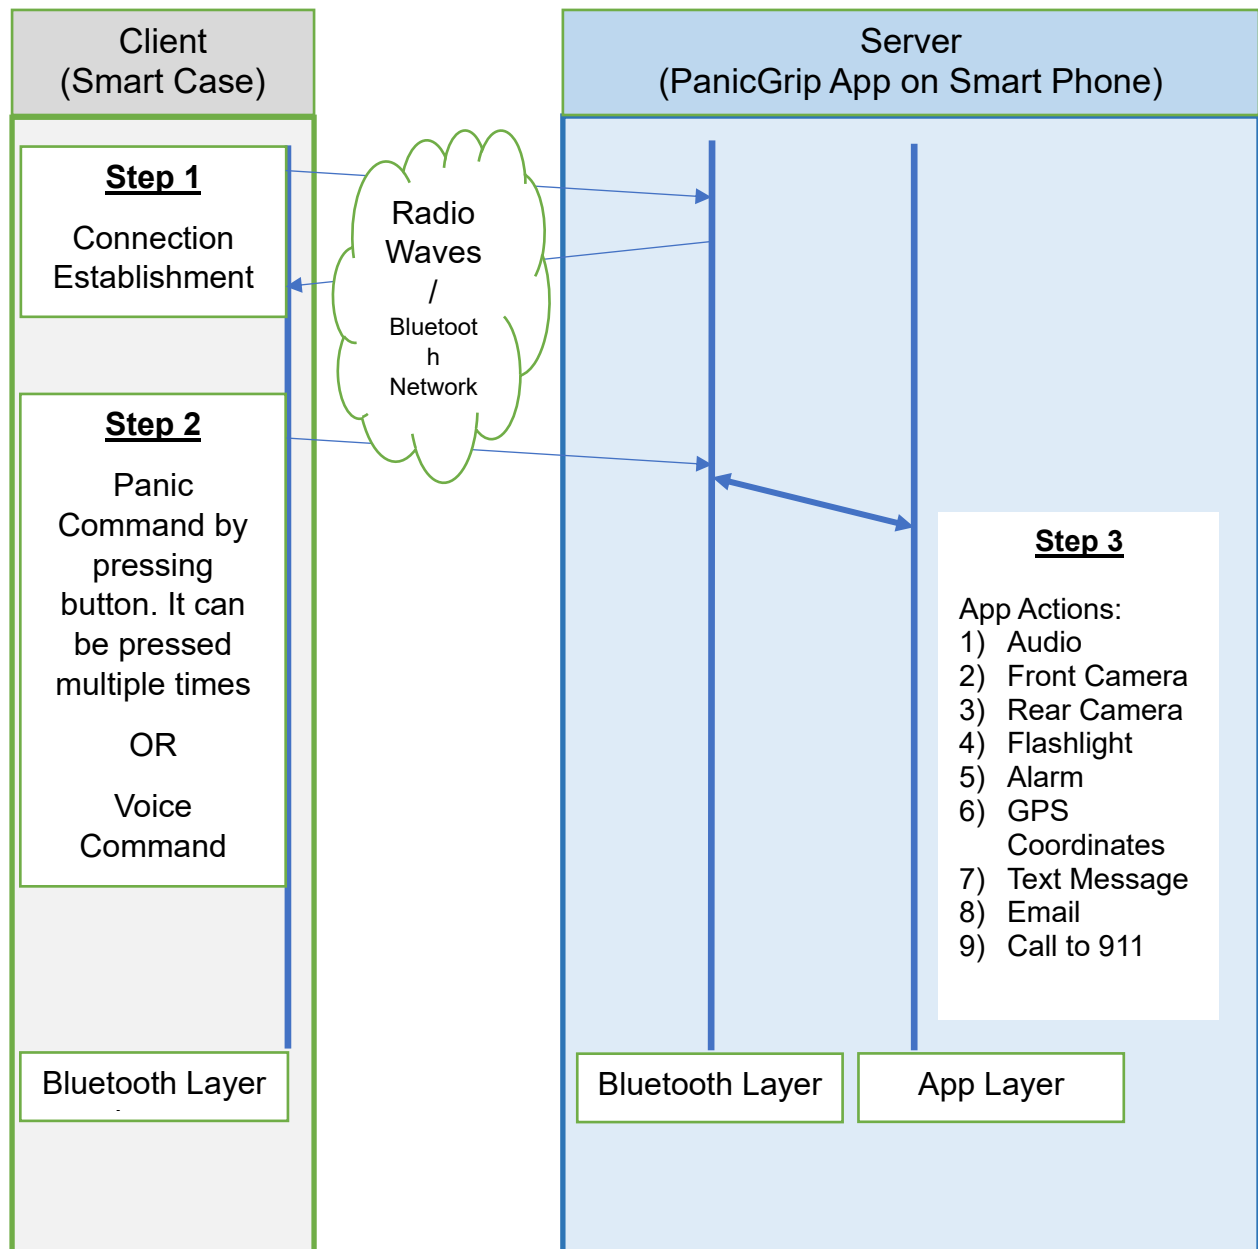 Client
(Smart Case)
Server
(PanicGrip App on Smart Phone)
Step 1
Connection
Establishment
Radio
Waves
/
Bluetoot
h
Network
Step 2
Panic
Command by
pressing
button. It can
be pressed
multiple times
OR
Voice
Command
Step 3
App Actions:
1) Audio
2) Front Camera
3) Rear Camera
4) Flashlight
5) Alarm
6) GPS
Coordinates
7) Text Message
8) Email
9) Call to 911
Bluetooth Layer
Bluetooth Layer
App Layer